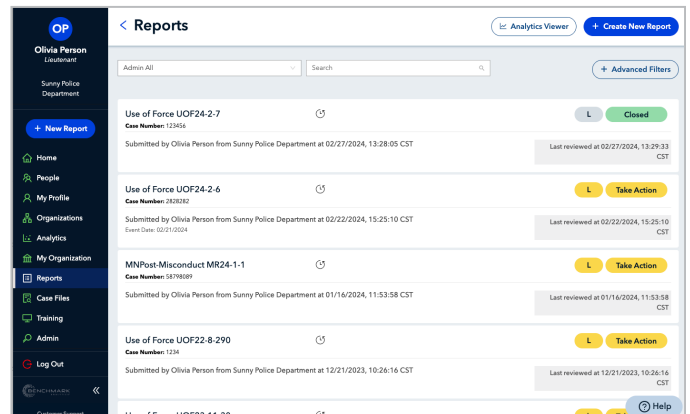 OP
Olivia Person
Lieutenant
Sunny Police
Department
+ New Report
Home
People
My Profile
Organizations
Analytics
My Organization
Reports
Case Files
Training
Admin
Log Out
BENCHMARK
Customer Support
< Reports
Analytics Viewer
+ Create New Report
Admin All
Search
+ Advanced Filters
Use of Force UOF24-2-7
L Closed
Case Number: 123456
Submitted by Olivia Person from Sunny Police Department at 02/27/2024, 13:28:05 CST
Last reviewed at 02/27/2024, 13:29:33
CST
Use of Force UOF24-2-6
L Take Action
Case Number: 2828282
Submitted by Olivia Person from Sunny Police Department at 02/22/2024, 15:25:10 CST
Event Date: 02/21/2024
Last reviewed at 02/22/2024, 15:25:10
CST
MNPost-Misconduct MR24-1-1
L Take Action
Case Number: 58798089
Submitted by Olivia Person from Sunny Police Department at 01/16/2024, 11:53:58 CST
Last reviewed at 01/16/2024, 11:53:58
CST
Use of Force UOF22-8-290
L Take Action
Case Number: 1234
Submitted by Olivia Person from Sunny Police Department at 12/21/2023, 10:26:16 CST
Last reviewed at 12/21/2023, 10:26:16
CST
Help